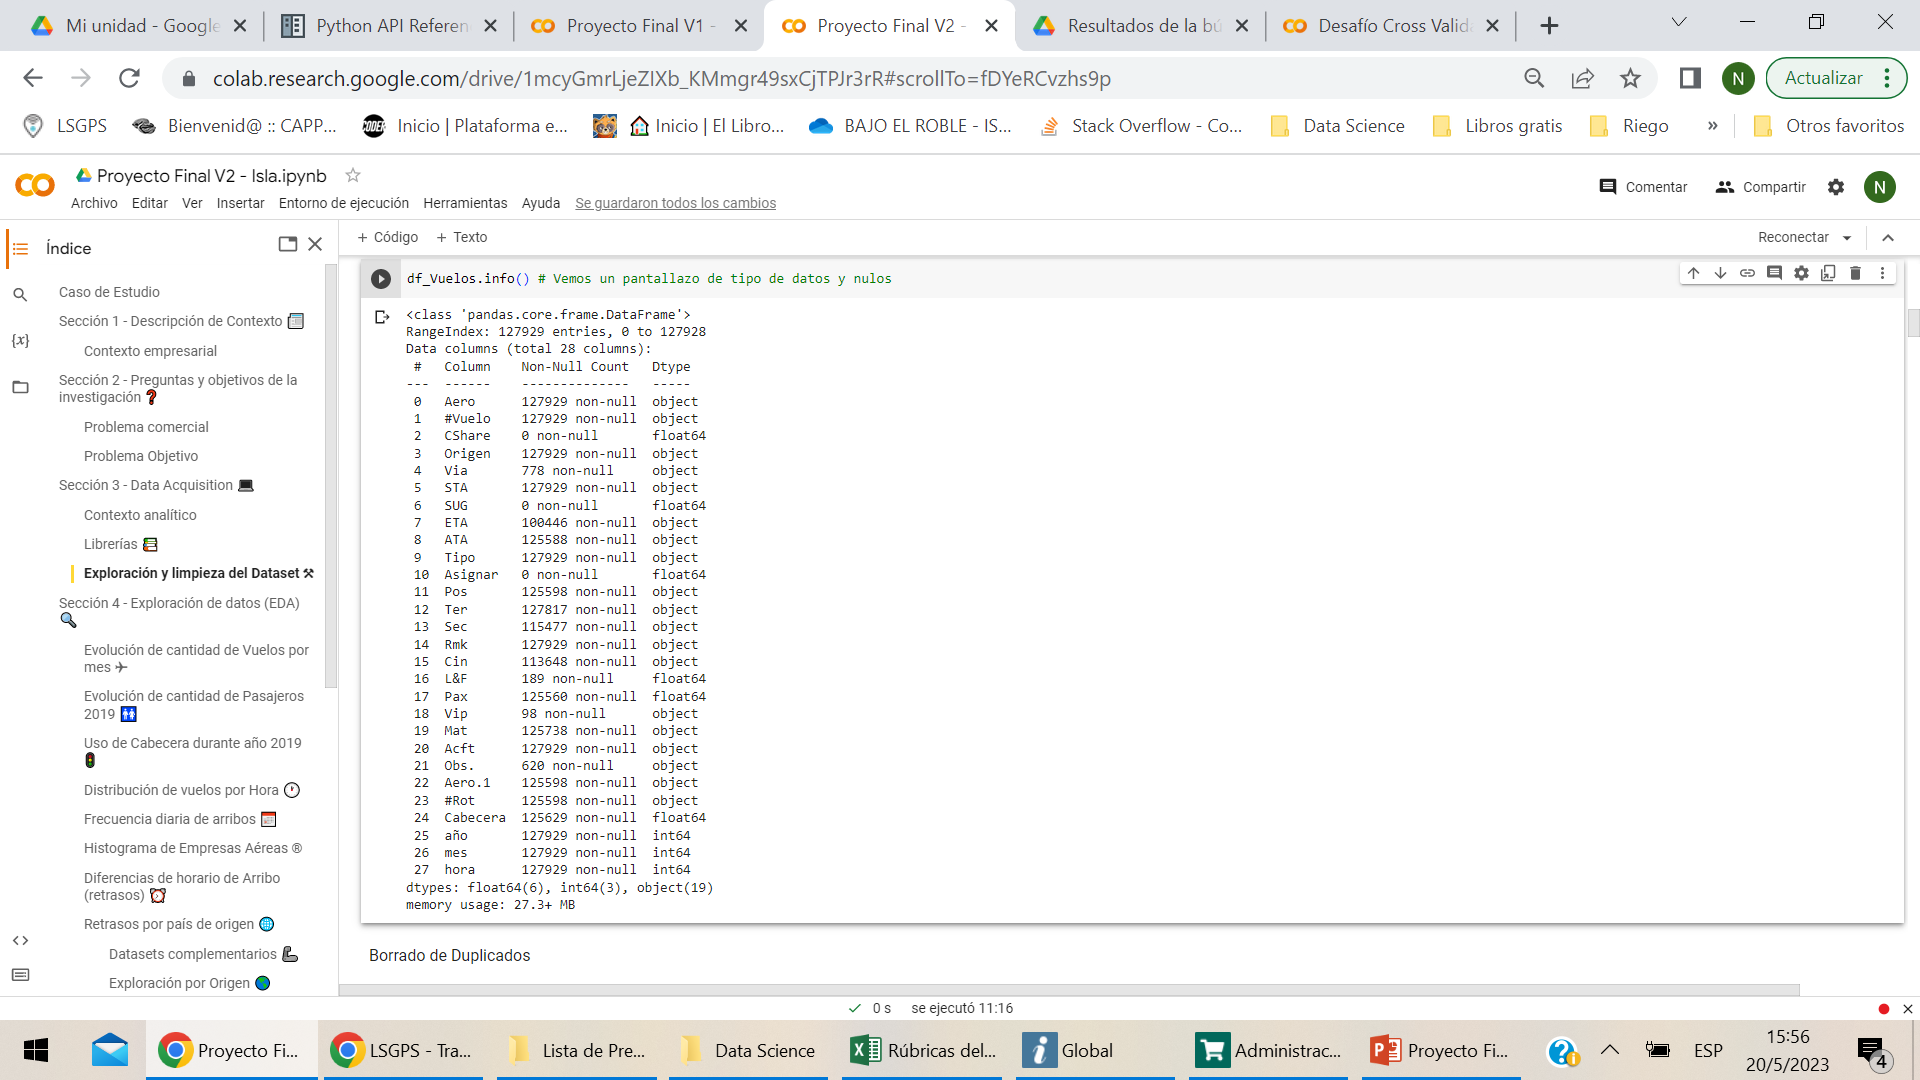 Mi unidad - Google
Python API Referen
Proyecto Final V1 -
Proyecto Final V2 -
Resultados de la bú
Desafío Cross Valida
colab.research.google.com/drive/1mcyGmrLjeZIXb_KMmgr49sxCjTPJr3rR#scrollTo=fDYeRCvzhs9p
N
Actualizar
LSGPS
Bienvenid@ :: CAPP...
Inicio | Plataforma e...
Inicio | El Libro...
BAJO EL ROBLE - IS...
Stack Overflow - Co...
Data Science
Libros gratis
Riego
»
Otros favoritos
Proyecto Final V2 - Isla.ipynb
Comentar
Compartir
N
Archivo Editar Ver Insertar Entorno de ejecución Herramientas Ayuda Se guardaron todos los cambios
Índice
+ Código + Texto
Reconectar
Caso de Estudio
Sección 1 - Descripción de Contexto
Contexto empresarial
Sección 2 - Preguntas y objetivos de la
investigación ❓
Problema comercial
Problema Objetivo
Sección 3 - Data Acquisition
Contexto analítico
Librerías
Exploración y limpieza del Dataset ⚒
Sección 4 - Exploración de datos (EDA)
Evolución de cantidad de Vuelos por
mes ✈
Evolución de cantidad de Pasajeros
2019
Uso de Cabecera durante año 2019
Distribución de vuelos por Hora
Frecuencia diaria de arribos
Histograma de Empresas Aéreas ®
Diferencias de horario de Arribo
(retrasos)
Retrasos por país de origen
Datasets complementarios
Exploración por Origen
{x}
<>
df_Vuelos.info() # Vemos un pantallazo de tipo de datos y nulos
<class 'pandas.core.frame.DataFrame'>
RangeIndex: 127929 entries, 0 to 127928
Data columns (total 28 columns):
 #   Column    Non-Null Count   Dtype
---  ------    --------------   -----
 0   Aero      127929 non-null  object
 1   #Vuelo    127929 non-null  object
 2   CShare    0 non-null       float64
 3   Origen    127929 non-null  object
 4   Via       778 non-null     object
 5   STA       127929 non-null  object
 6   SUG       0 non-null       float64
 7   ETA       100446 non-null  object
 8   ATA       125588 non-null  object
 9   Tipo      127929 non-null  object
 10  Asignar   0 non-null       float64
 11  Pos       125598 non-null  object
 12  Ter       127817 non-null  object
 13  Sec       115477 non-null  object
 14  Rmk       127929 non-null  object
 15  Cin       113648 non-null  object
 16  L&F       189 non-null     float64
 17  Pax       125560 non-null  float64
 18  Vip       98 non-null      object
 19  Mat       125738 non-null  object
 20  Acft      127929 non-null  object
 21  Obs.      620 non-null     object
 22  Aero.1    125598 non-null  object
 23  #Rot      125598 non-null  object
 24  Cabecera  125629 non-null  float64
 25  año       127929 non-null  int64
 26  mes       127929 non-null  int64
 27  hora      127929 non-null  int64
dtypes: float64(6), int64(3), object(19)
memory usage: 27.3+ MB
Borrado de Duplicados
✓ 0 s se ejecutó 11:16
Proyecto Fi...
LSGPS - Tra...
Lista de Pre...
Data Science
Rúbricas del...
Global
Administrac...
Proyecto Fi...
ESP
15:56
20/5/2023
4